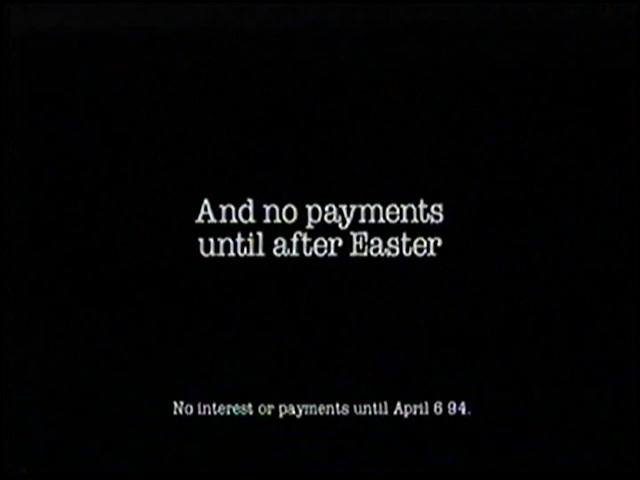 And no payments
until after Easter
No interest or payments until April 6 94.